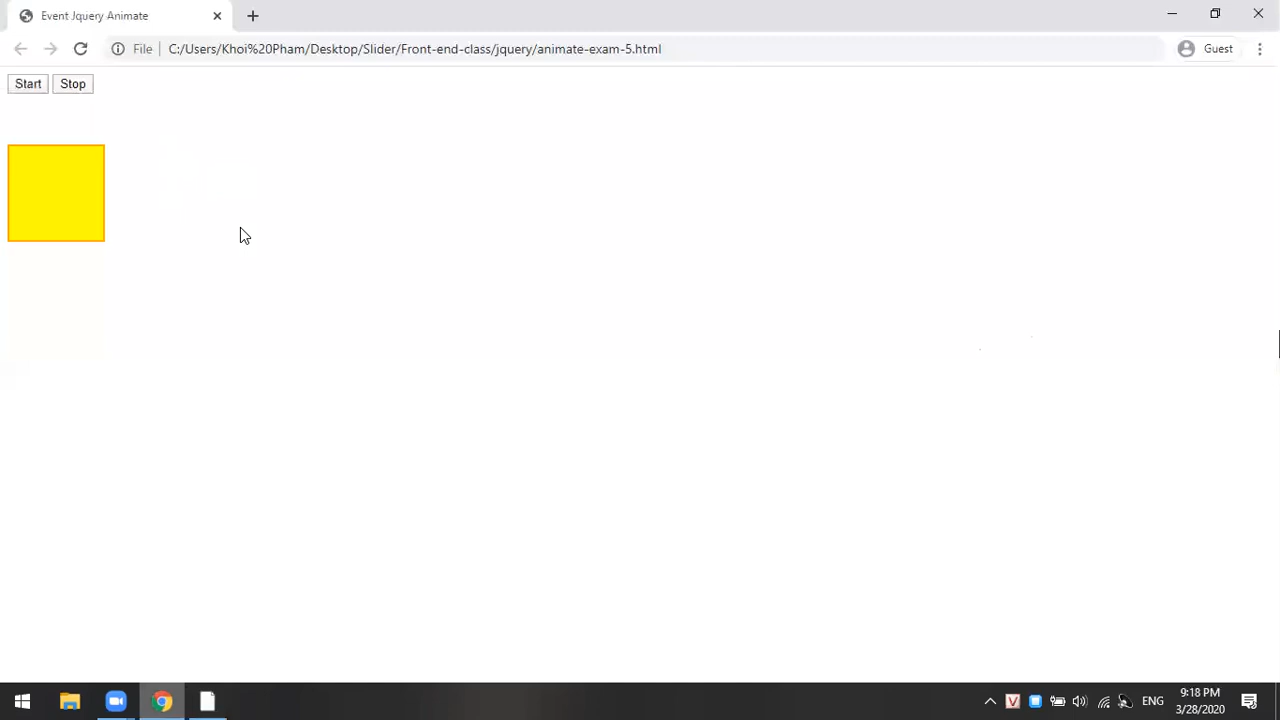 Event Jquery Animate
File C:/Users/Khoi%20Pham/Desktop/Slider/Front-end-class/jquery/animate-exam-5.html Guest
Start Stop
V ENG 9:18 PM
3/28/2020